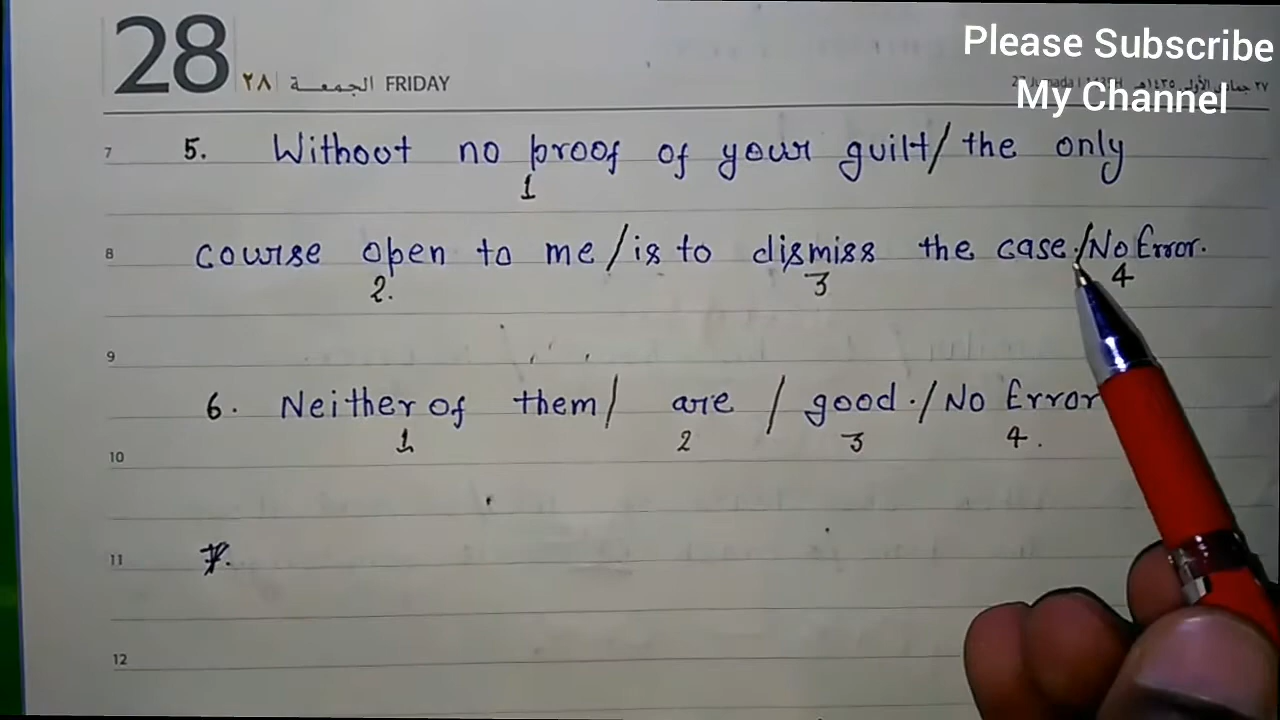 28 ٢٨ الجمعة FRIDAY
Please Subscribe
My Channel
7 5. Without no proof of your guilt/ the only
1
8 course open to me /is to dismiss the case./No Error.
2. 3 4
9
6. Neither of them/ are / good./ No Error
1 2 3 4.
10
11 7.
12